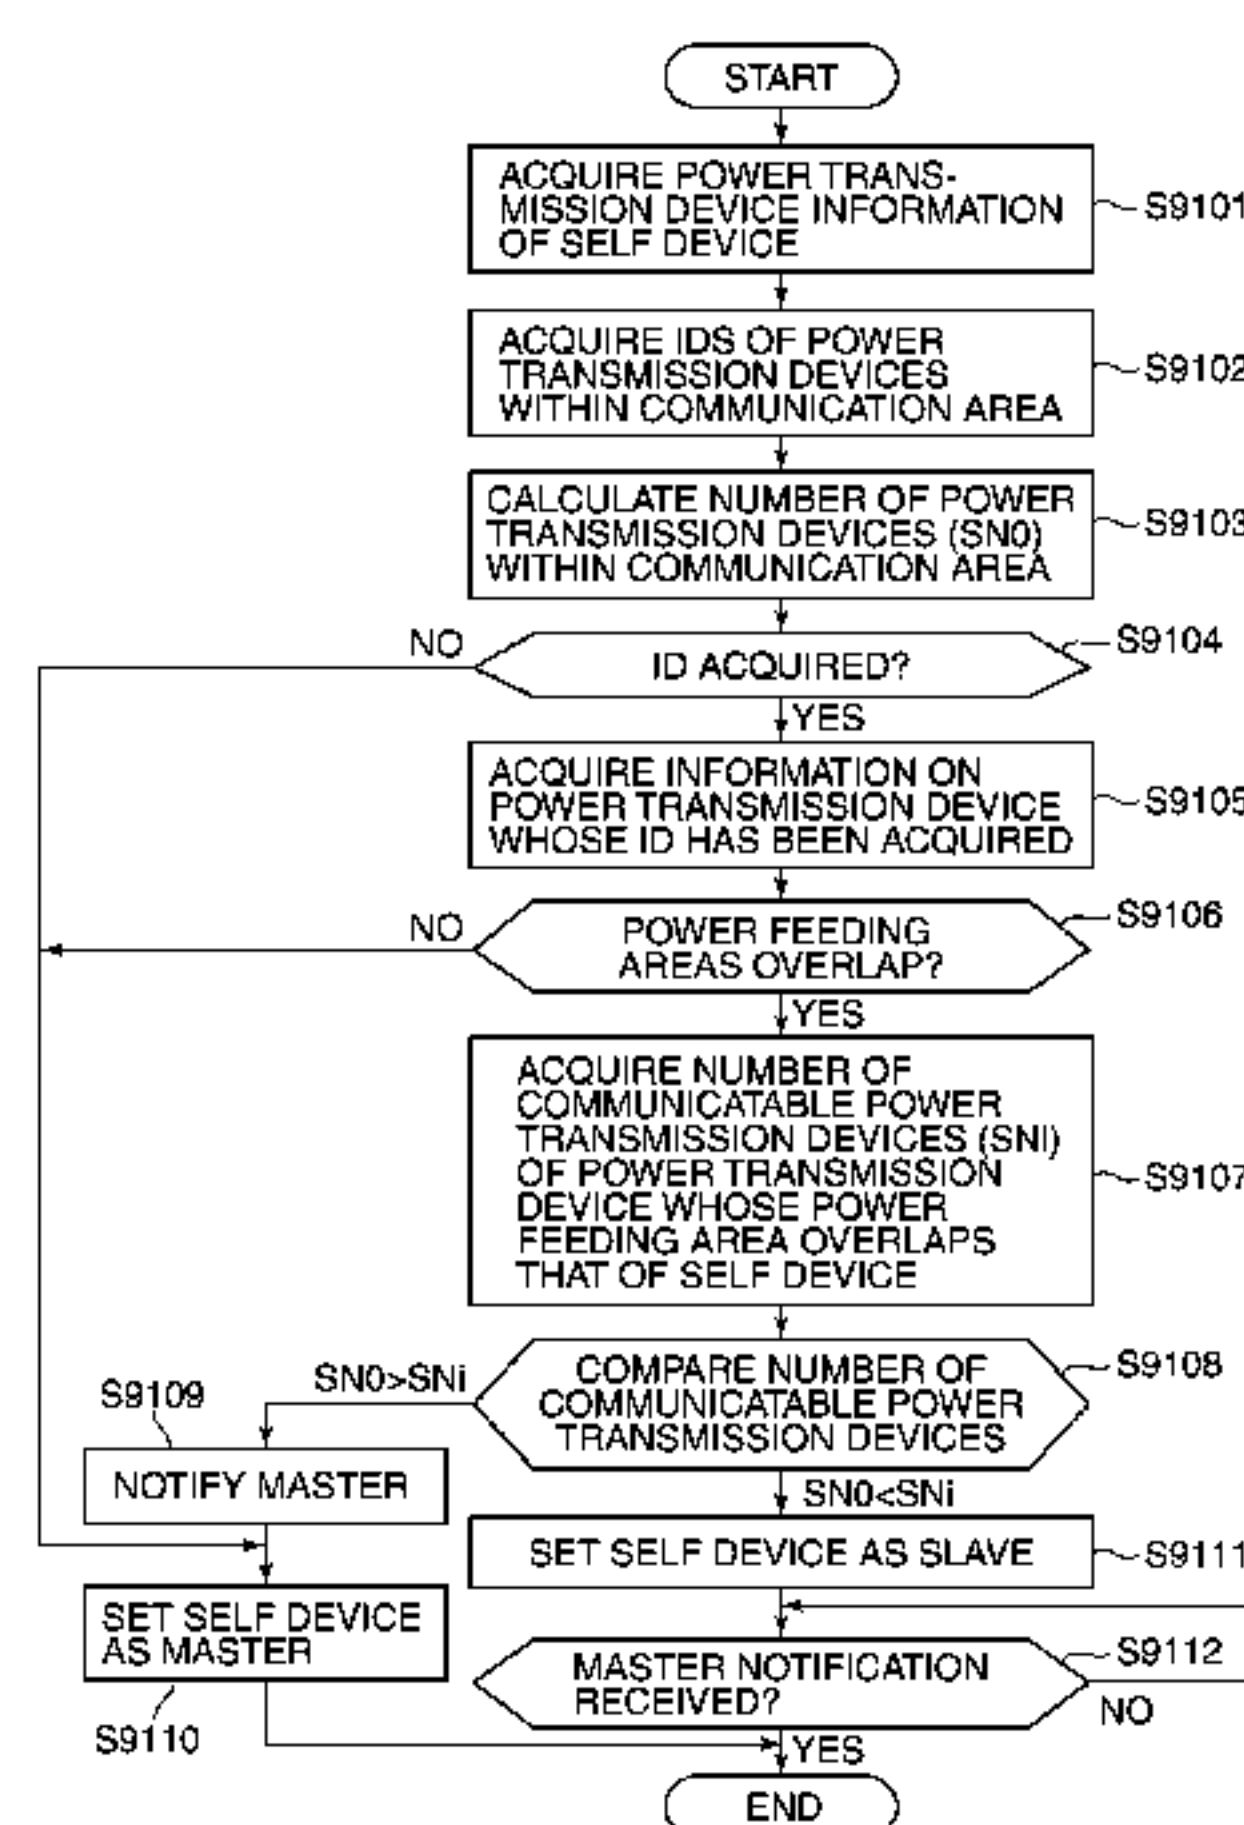 START
ACQUIRE POWER TRANS-
MISSION DEVICE INFORMATION
OF SELF DEVICE
S9101
ACQUIRE IDS OF POWER
TRANSMISSION DEVICES
WITHIN COMMUNICATION AREA
S9102
CALCULATE NUMBER OF POWER
TRANSMISSION DEVICES (SN0)
WITHIN COMMUNICATION AREA
S9103
NO
ID ACQUIRED?
S9104
YES
ACQUIRE INFORMATION ON
POWER TRANSMISSION DEVICE
WHOSE ID HAS BEEN ACQUIRED
S9105
NO
POWER FEEDING
AREAS OVERLAP?
S9106
YES
ACQUIRE NUMBER OF
COMMUNICATABLE POWER
TRANSMISSION DEVICES (SNI)
OF POWER TRANSMISSION
DEVICE WHOSE POWER
FEEDING AREA OVERLAPS
THAT OF SELF DEVICE
S9107
SN0>SNi
COMPARE NUMBER OF
COMMUNICATABLE POWER
TRANSMISSION DEVICES
S9108
S9109
NOTIFY MASTER
SN0<SNi
SET SELF DEVICE AS SLAVE
S9111
SET SELF DEVICE
AS MASTER
S9110
MASTER NOTIFICATION
RECEIVED?
S9112
NO
YES
END